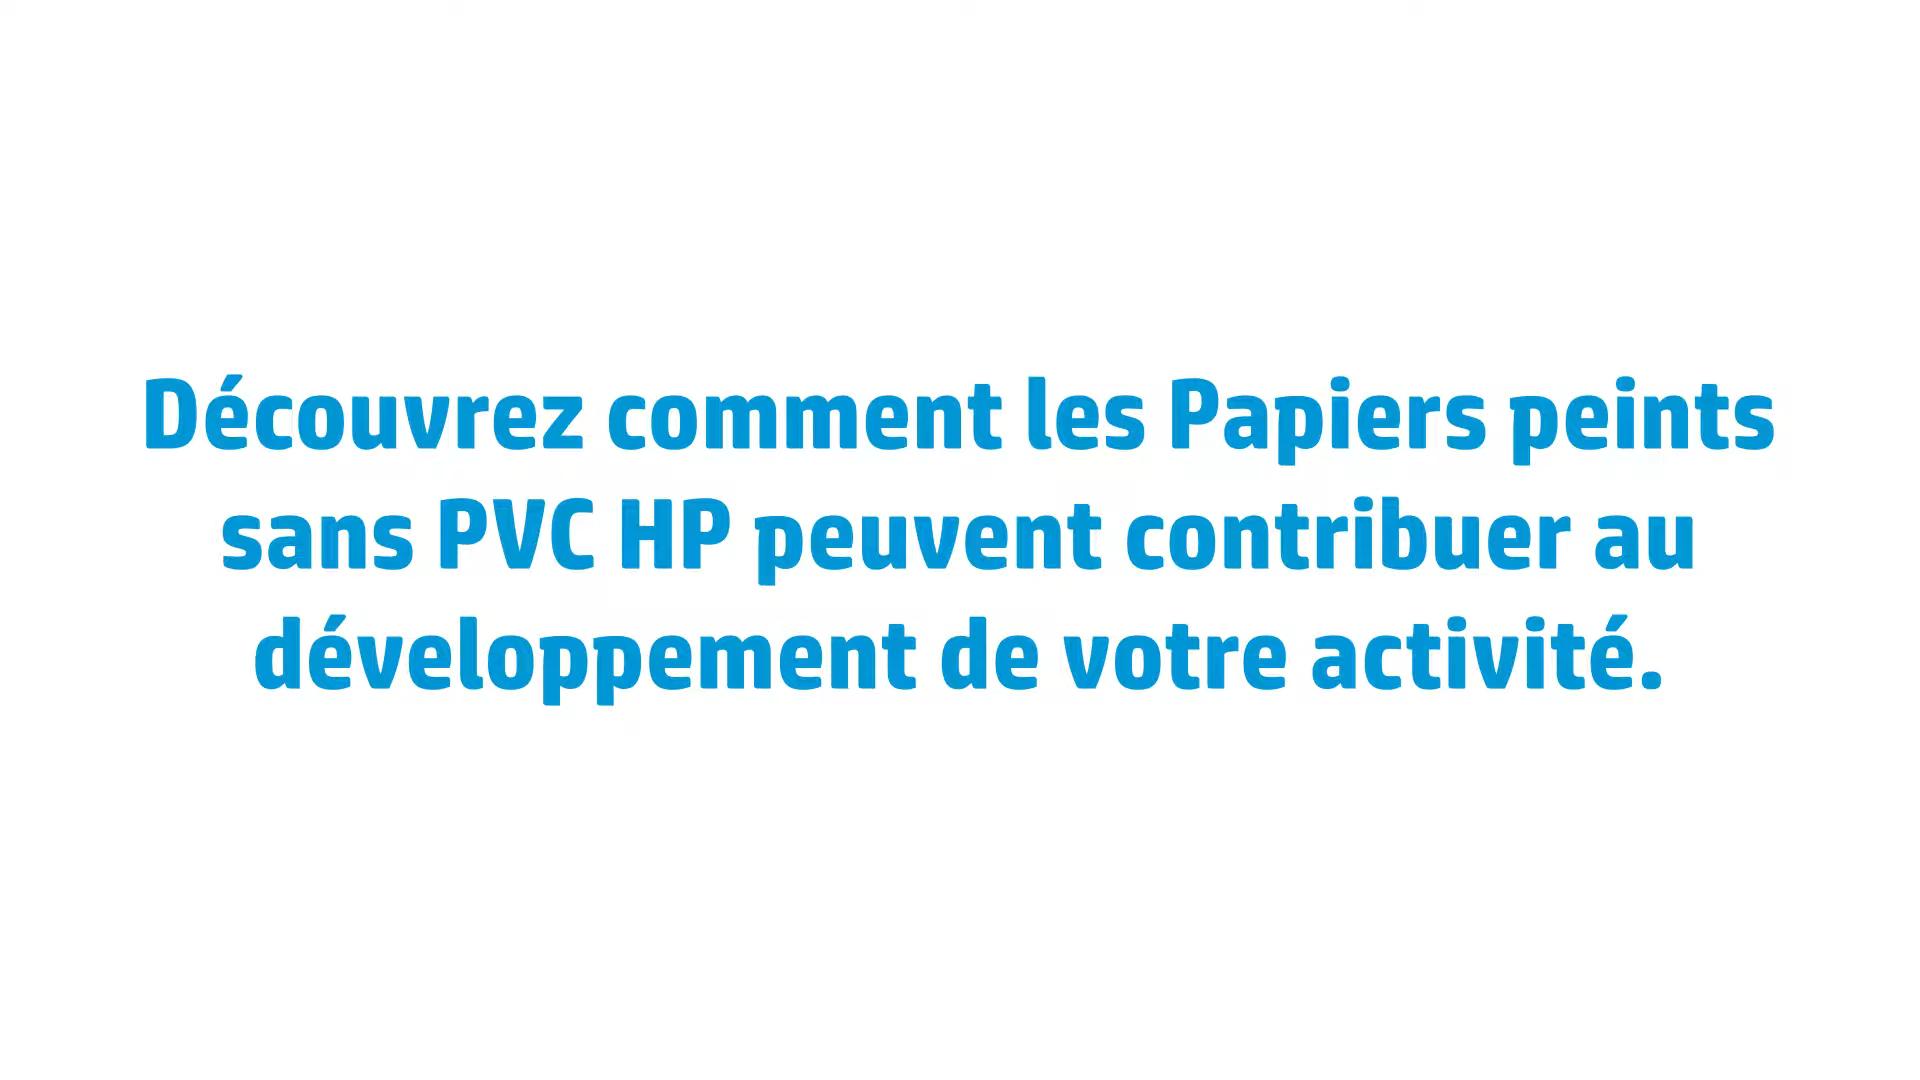 Découvrez comment les Papiers peints
sans PVC HP peuvent contribuer au
développement de votre activité.